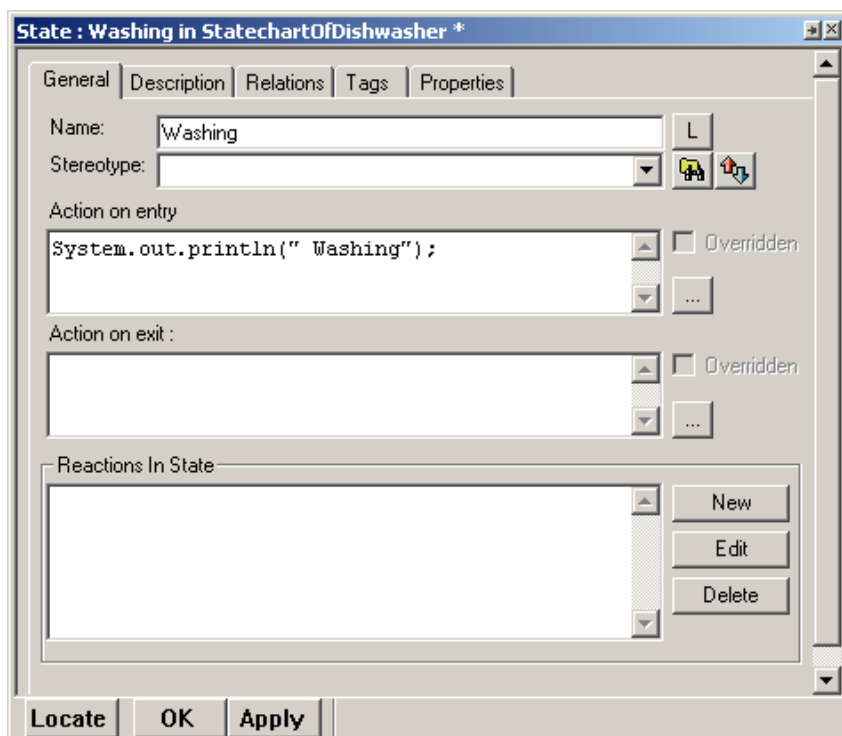 State : Washing in StatechartOfDishwasher *
General Description Relations Tags Properties
Name: Washing L
Stereotype:
Action on entry
System.out.println(" Washing");
Overridden
...
Action on exit :
Overridden
...
Reactions In State
New
Edit
Delete
Locate OK Apply